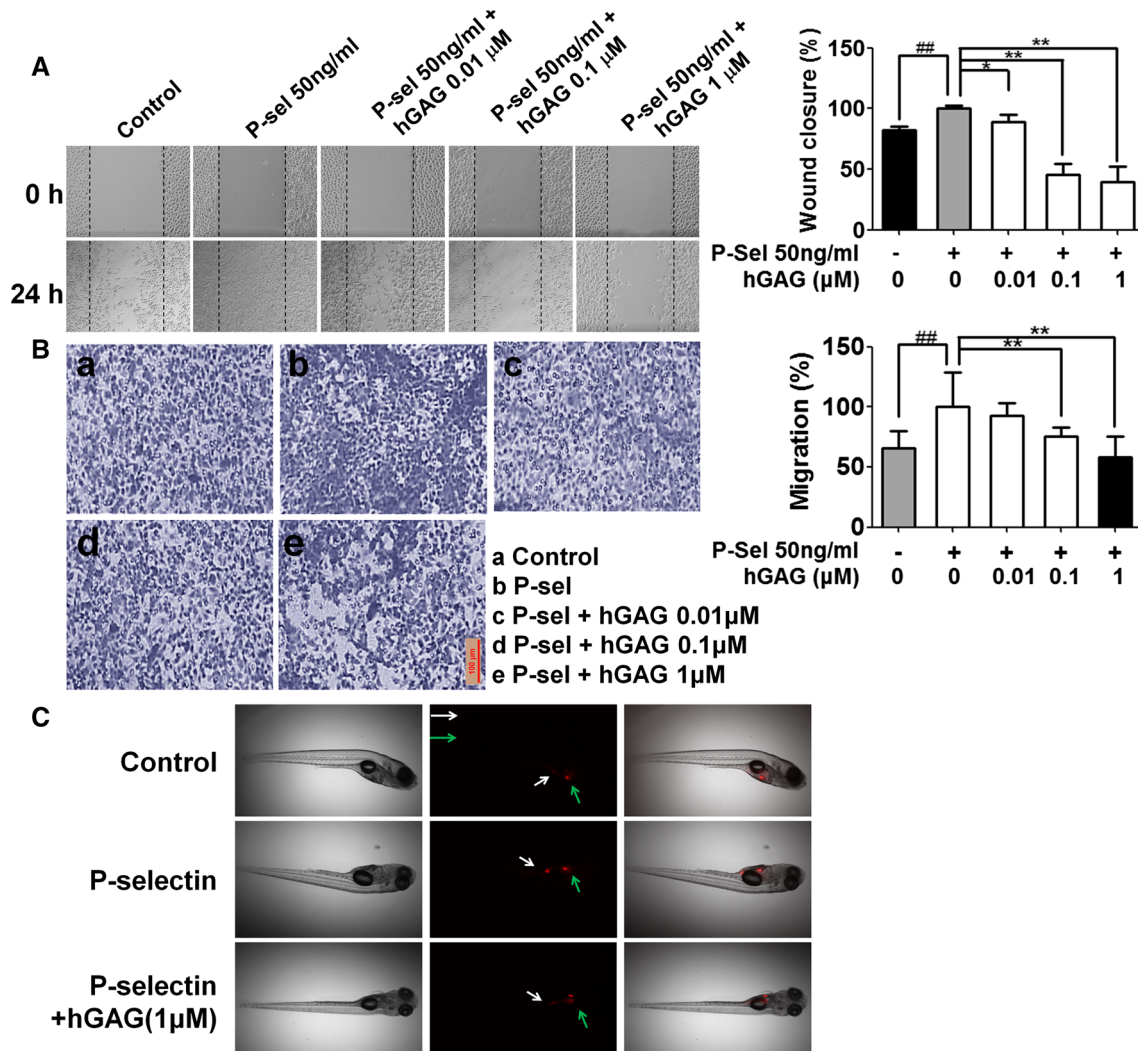 A
Control
P-sel 50ng/ml
P-sel 50ng/ml +
hGAG 0.01 µM
P-sel 50ng/ml +
hGAG 0.1 µM
P-sel 50ng/ml +
hGAG 1 µM
0 h
24 h
Wound closure (%)
150
100
50
0
##
*
**
**
P-Sel 50ng/ml - + + + +
hGAG (µM) 0 0 0.01 0.1 1
B
a
b
c
d
e
100 µm
a Control
b P-sel
c P-sel + hGAG 0.01µM
d P-sel + hGAG 0.1µM
e P-sel + hGAG 1µM
Migration (%)
150
100
50
0
##
**
**
P-Sel 50ng/ml - + + + +
hGAG (µM) 0 0 0.01 0.1 1
C
Control
P-selectin
P-selectin
+hGAG(1µM)